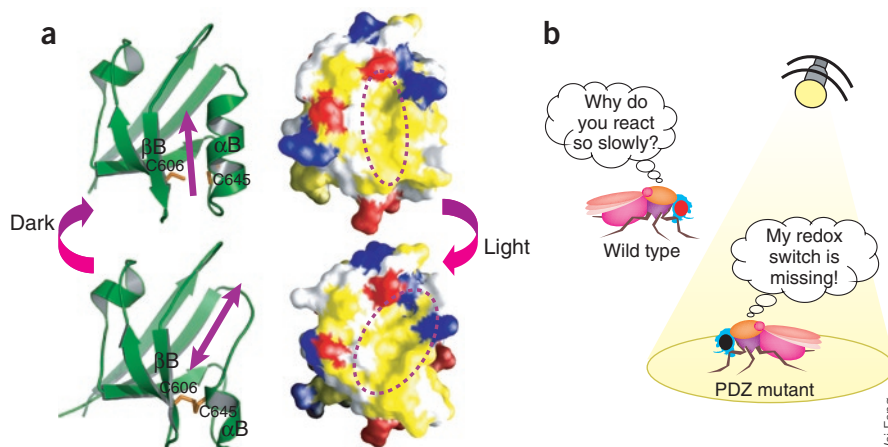 a
b
βB
αB
C606
C645
Dark
Light
βB
C606
C645
αB
Why do
you react
so slowly?
Wild type
My redox
switch is
missing!
PDZ mutant